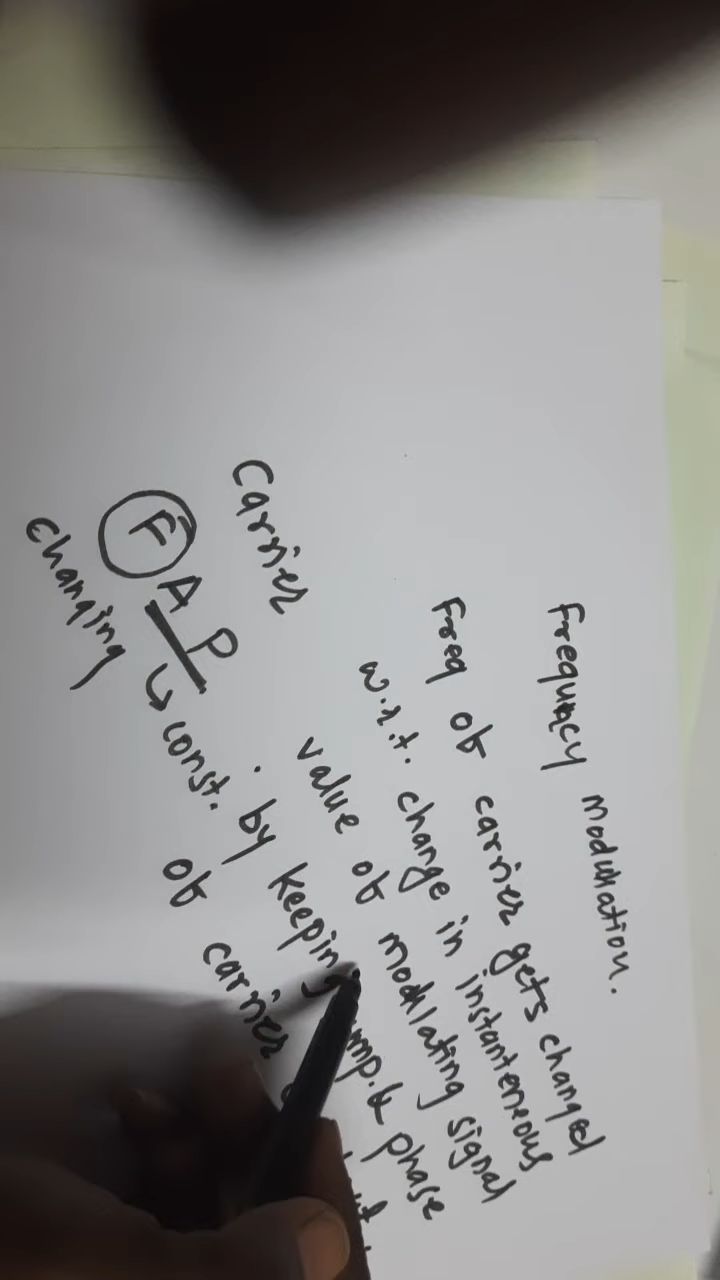 Frequency modulation.
Freq of carrier gets changed
w.r.t. change in instanteneous
value of modulating signal
by keeping amp. & phase
of carrier
Carrier
F A P
→ const.
changing